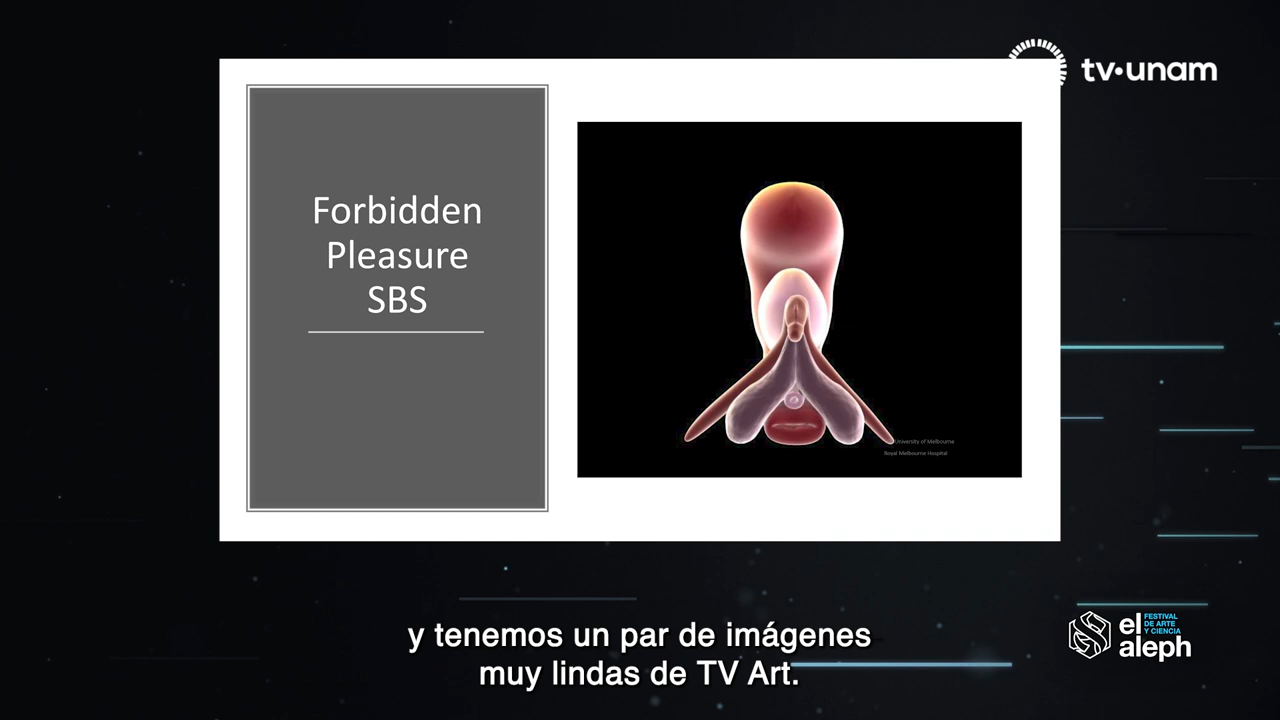 tv·unam
Forbidden
Pleasure
SBS
University of Melbourne
Royal Melbourne Hospital
el aleph
FESTIVAL
DE ARTE
Y CIENCIA
y tenemos un par de imágenes
muy lindas de TV Art.